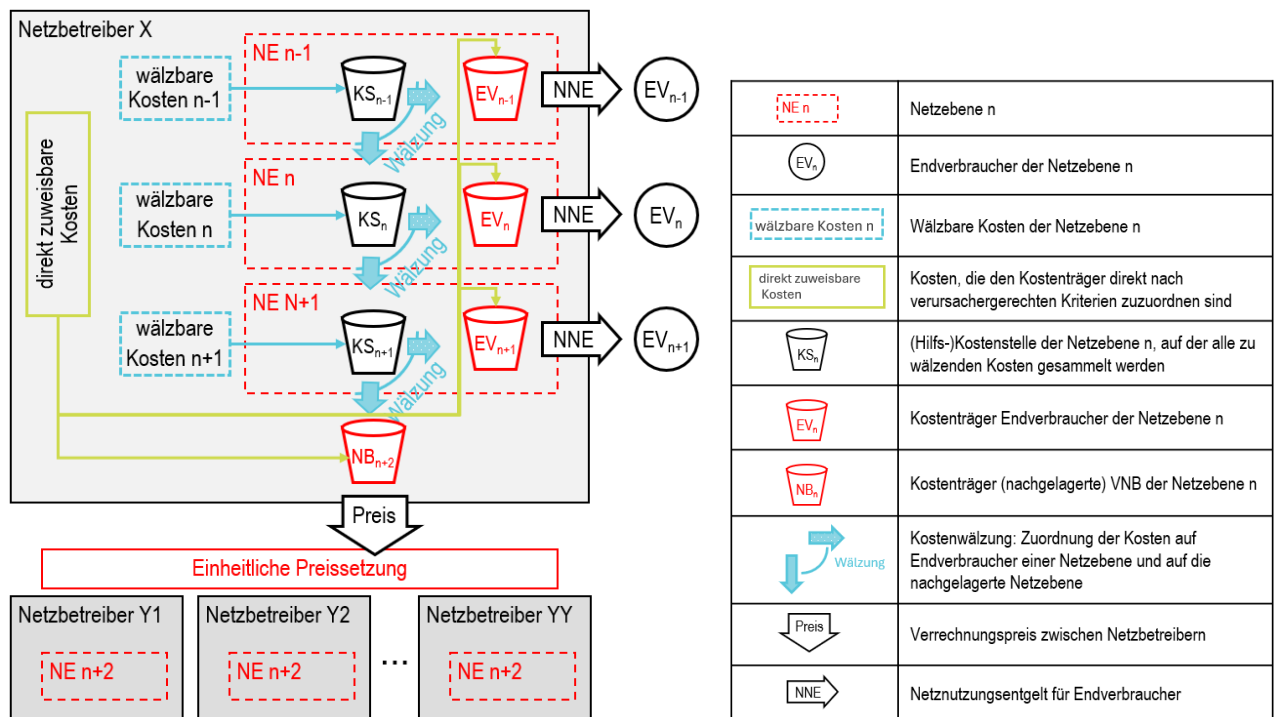 Netzbetreiber X
NE n-1
wälzbare
Kosten n-1
KSn-1
EVn-1
NNE
EVn-1
Wälzung
direkt zuweisbare
Kosten
NE n
wälzbare
Kosten n
KSn
EVn
NNE
EVn
Wälzung
NE N+1
wälzbare
Kosten n+1
KSn+1
EVn+1
NNE
EVn+1
Wälzung
NBn+2
Preis
Einheitliche Preissetzung
Netzbetreiber Y1
NE n+2
Netzbetreiber Y2
NE n+2
...
Netzbetreiber YY
NE n+2
NE n
Netzebene n
EVn
Endverbraucher der Netzebene n
wälzbare Kosten n
Wälzbare Kosten der Netzebene n
direkt zuweisbare
Kosten
Kosten, die den Kostenträger direkt nach
verursachergerechten Kriterien zuzuordnen sind
KSn
(Hilfs-)Kostenstelle der Netzebene n, auf der alle zu
wälzenden Kosten gesammelt werden
EVn
Kostenträger Endverbraucher der Netzebene n
NBn
Kostenträger (nachgelagerte) VNB der Netzebene n
Wälzung
Kostenwälzung: Zuordnung der Kosten auf
Endverbraucher einer Netzebene und auf die
nachgelagerte Netzebene
Preis
Verrechnungspreis zwischen Netzbetreibern
NNE
Netznutzungsentgelt für Endverbraucher